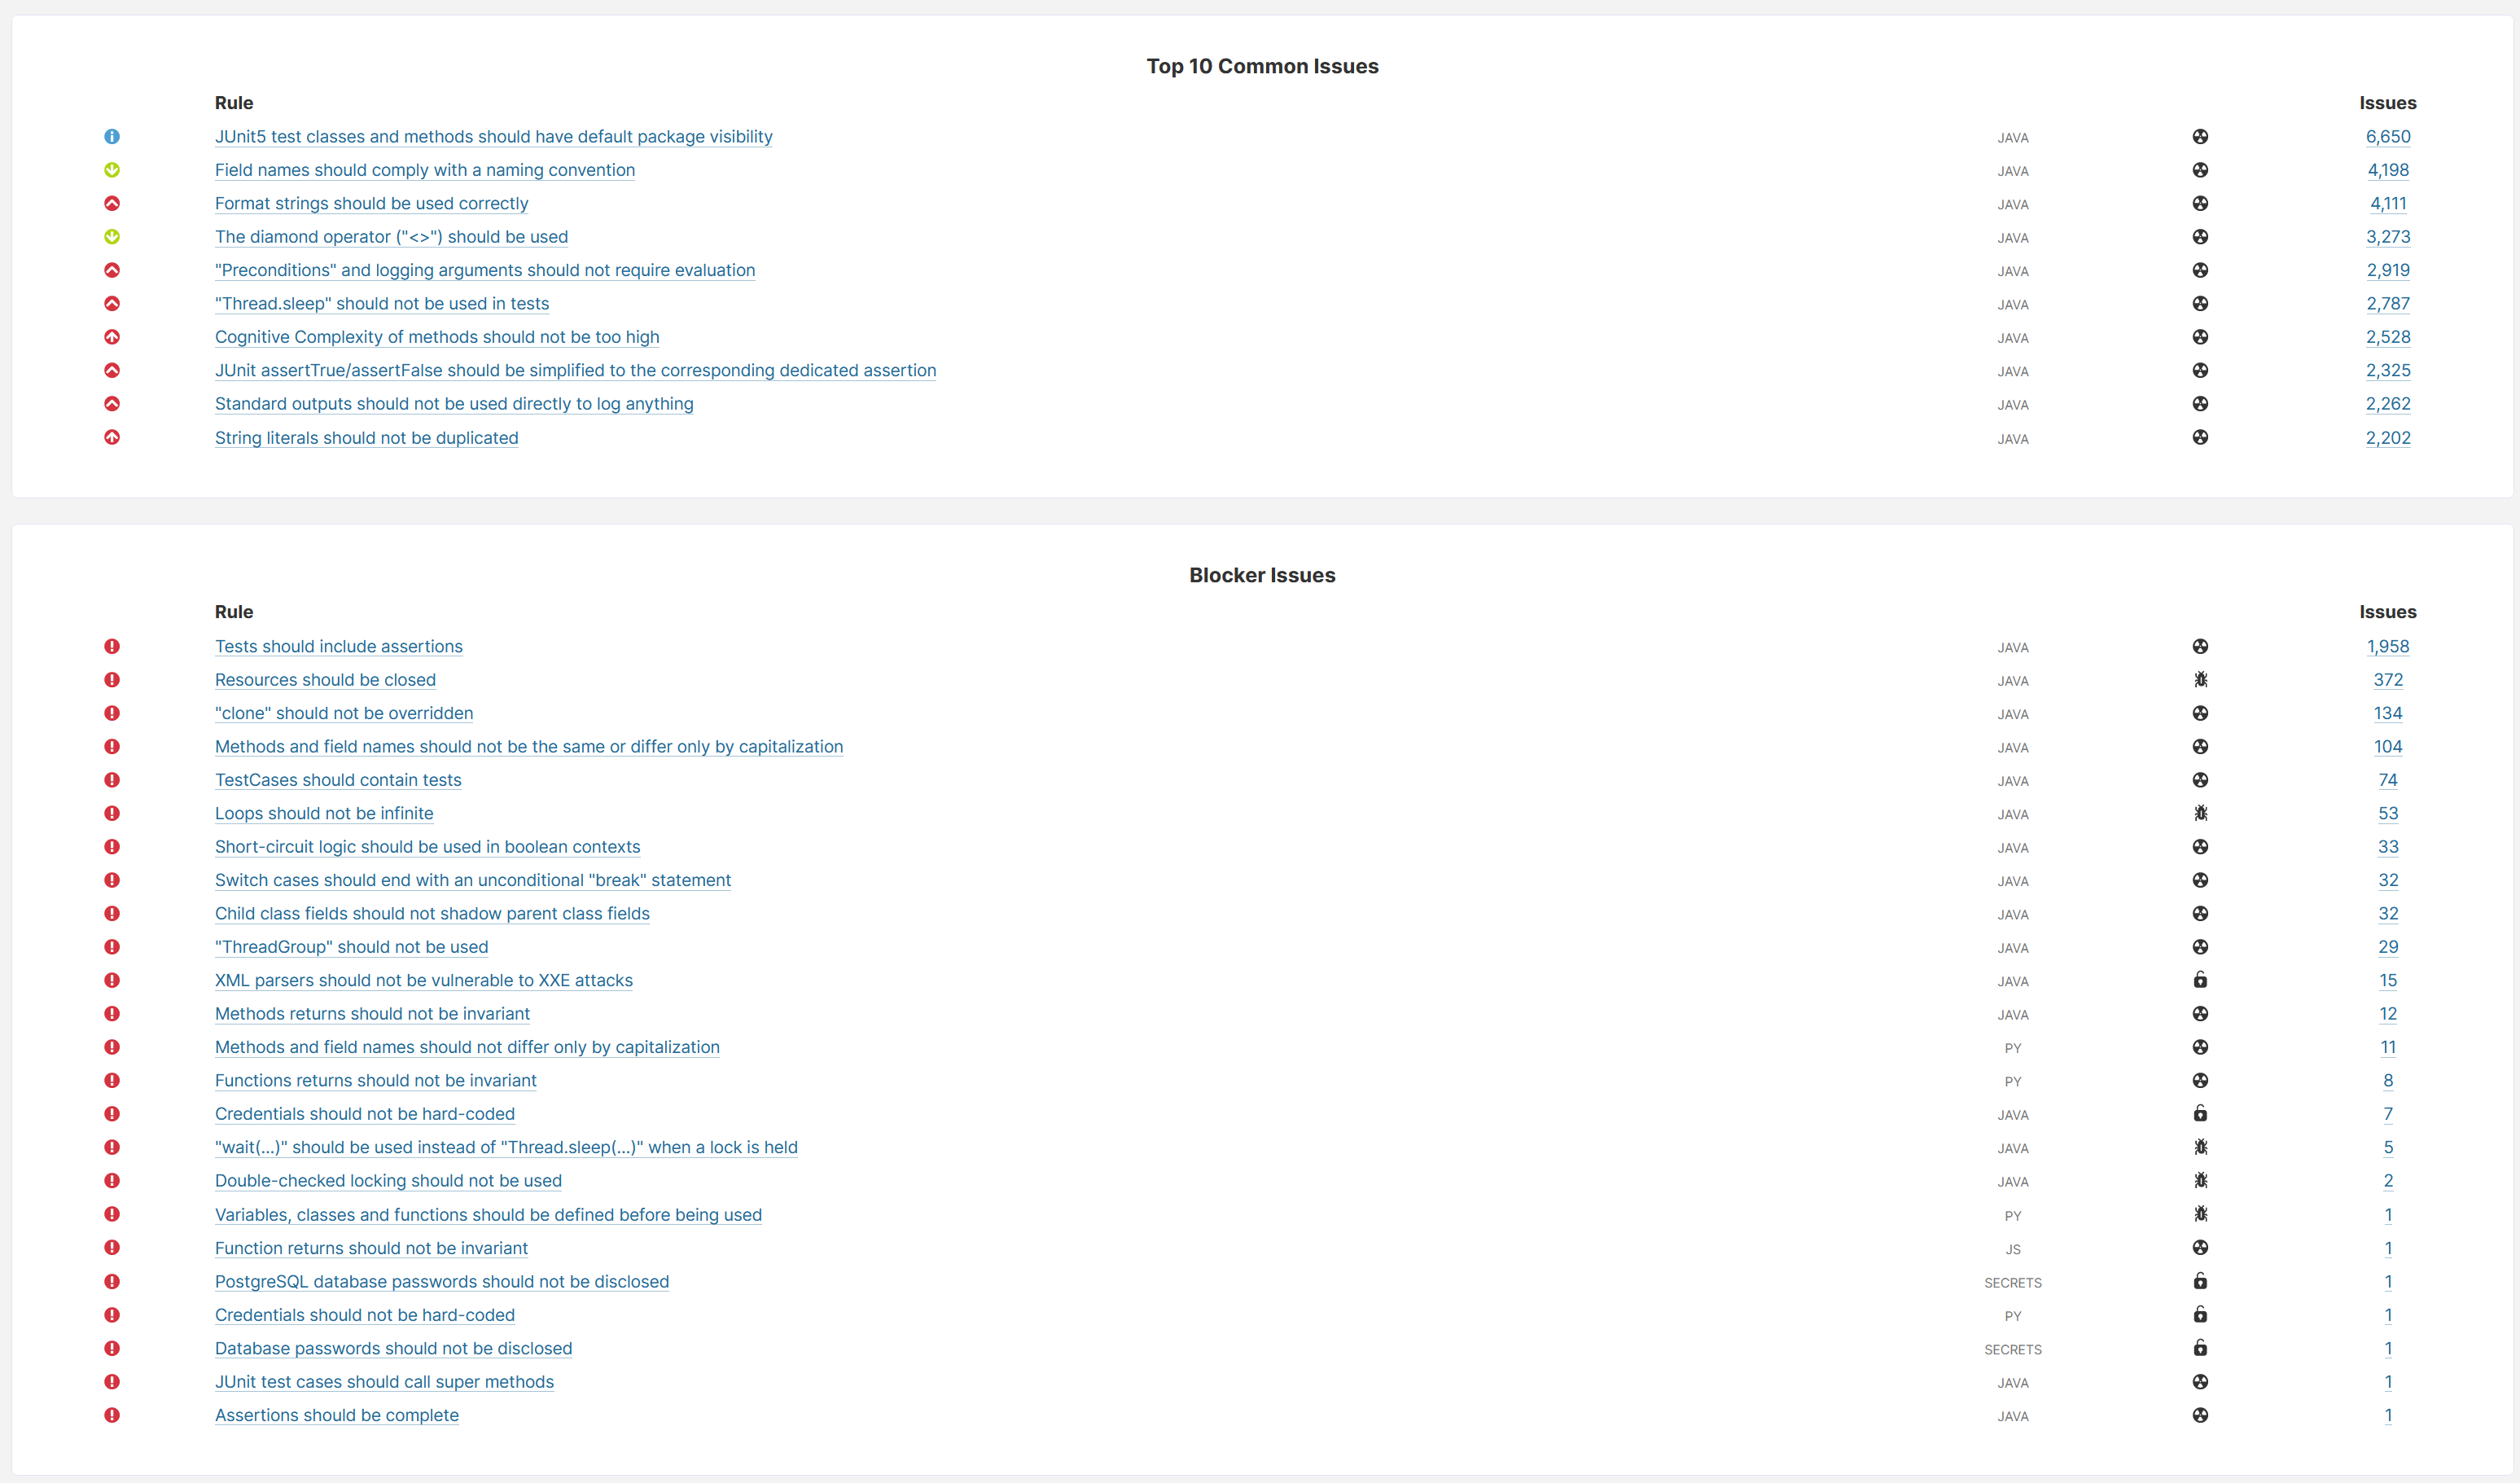 Top 10 Common Issues
Rule Issues
JUnit5 test classes and methods should have default package visibility JAVA 6,650
Field names should comply with a naming convention JAVA 4,198
Format strings should be used correctly JAVA 4,111
The diamond operator ("<>") should be used JAVA 3,273
"Preconditions" and logging arguments should not require evaluation JAVA 2,919
"Thread.sleep" should not be used in tests JAVA 2,787
Cognitive Complexity of methods should not be too high JAVA 2,528
JUnit assertTrue/assertFalse should be simplified to the corresponding dedicated assertion JAVA 2,325
Standard outputs should not be used directly to log anything JAVA 2,262
String literals should not be duplicated JAVA 2,202
Blocker Issues
Rule Issues
Tests should include assertions JAVA 1,958
Resources should be closed JAVA 372
"clone" should not be overridden JAVA 134
Methods and field names should not be the same or differ only by capitalization JAVA 104
TestCases should contain tests JAVA 74
Loops should not be infinite JAVA 53
Short-circuit logic should be used in boolean contexts JAVA 33
Switch cases should end with an unconditional "break" statement JAVA 32
Child class fields should not shadow parent class fields JAVA 32
"ThreadGroup" should not be used JAVA 29
XML parsers should not be vulnerable to XXE attacks JAVA 15
Methods returns should not be invariant JAVA 12
Methods and field names should not differ only by capitalization PY 11
Functions returns should not be invariant PY 8
Credentials should not be hard-coded JAVA 7
"wait(...)" should be used instead of "Thread.sleep(...)" when a lock is held JAVA 5
Double-checked locking should not be used JAVA 2
Variables, classes and functions should be defined before being used PY 1
Function returns should not be invariant JS 1
PostgreSQL database passwords should not be disclosed SECRETS 1
Credentials should not be hard-coded PY 1
Database passwords should not be disclosed SECRETS 1
JUnit test cases should call super methods JAVA 1
Assertions should be complete JAVA 1